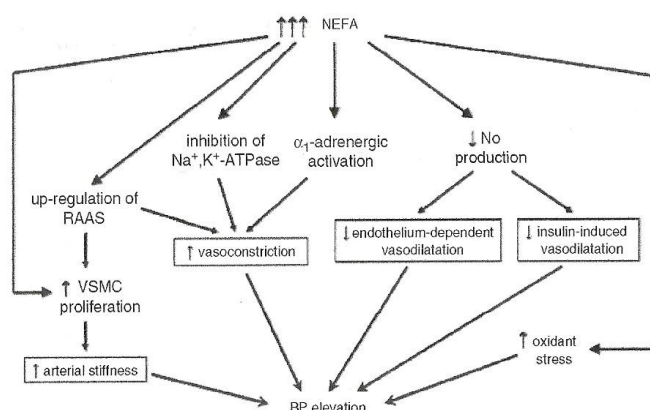 ↑↑↑ NEFA
inhibition of
Na⁺,K⁺-ATPase
α₁-adrenergic
activation
↓ No
production
up-regulation of
RAAS
↑ vasoconstriction
↓ endothelium-dependent
vasodilatation
↓ insulin-induced
vasodilatation
↑ VSMC
proliferation
↑ oxidant
stress
↑ arterial stiffness
BP elevation